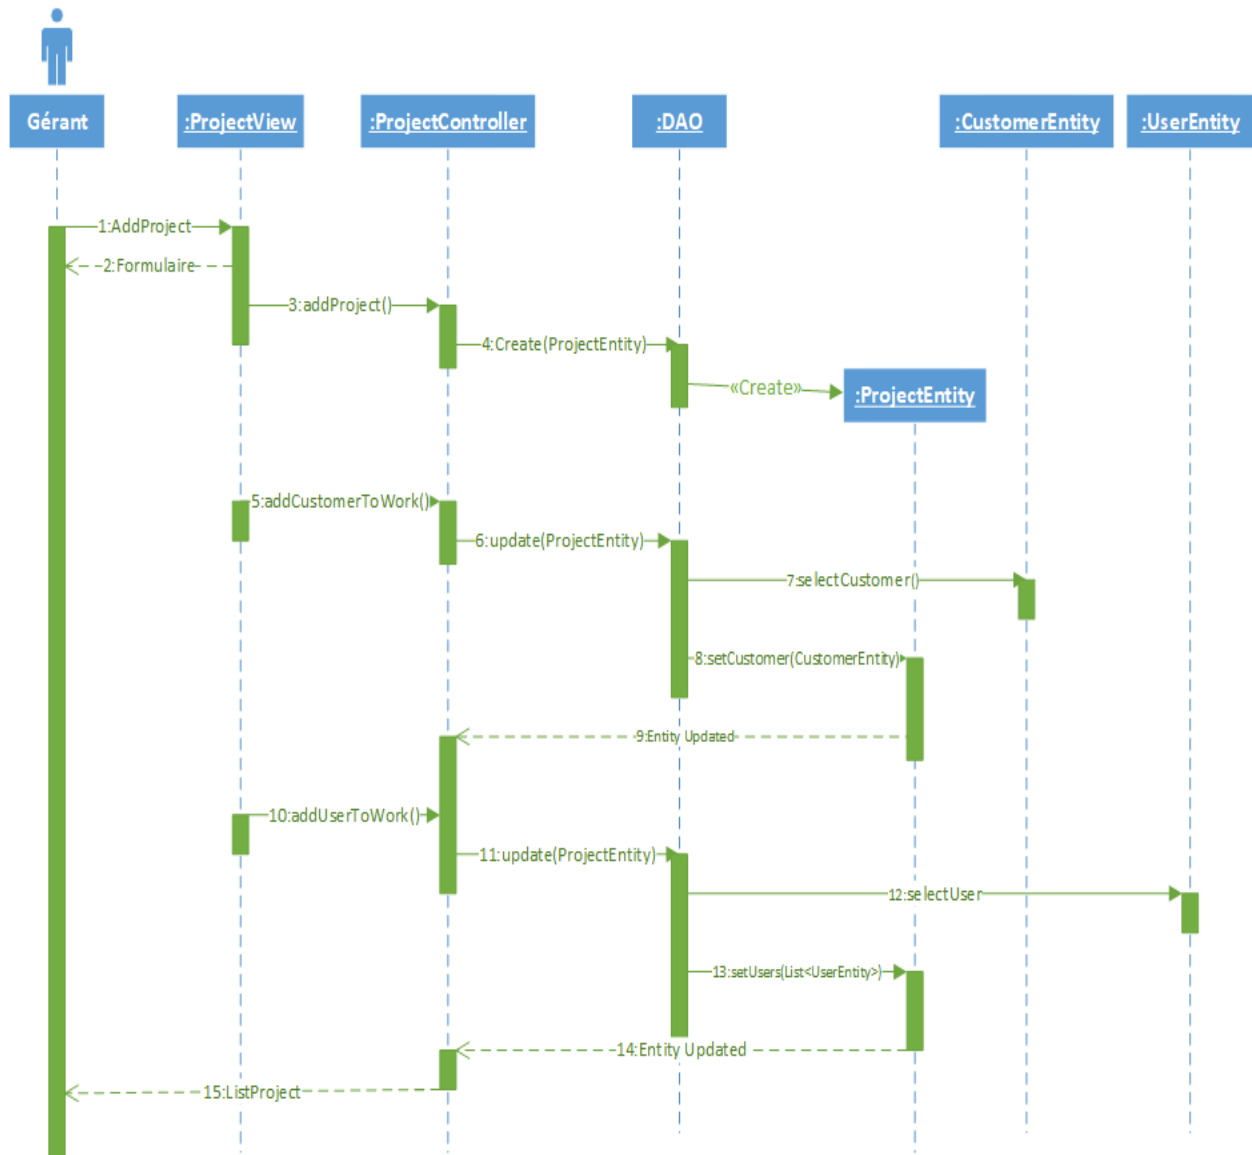 Gérant
:ProjectView
:ProjectController
:DAO
:CustomerEntity
:UserEntity
1:AddProject
2:Formulaire
3:addProject()
4:Create(ProjectEntity)
«Create»
:ProjectEntity
5:addCustomerToWork()
6:update(ProjectEntity)
7:selectCustomer()
8:setCustomer(CustomerEntity)
9:Entity Updated
10:addUserToWork()
11:update(ProjectEntity)
12:selectUser
13:setUsers(List<UserEntity>)
14:Entity Updated
15:ListProject